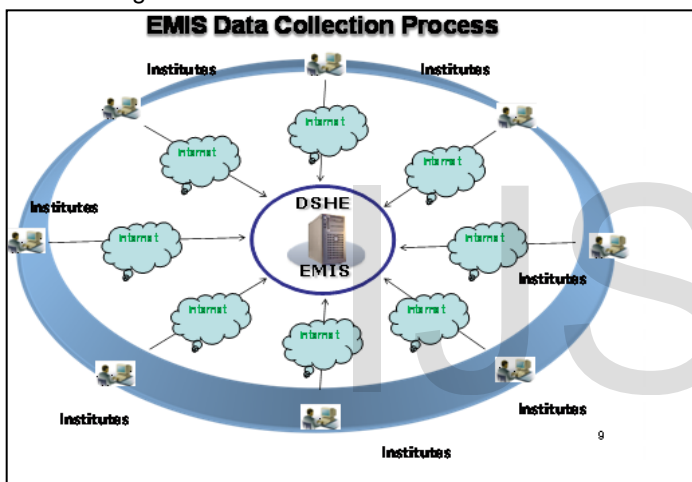 EMIS Data Collection Process
Institutes
Institutes
Internet
Internet
Internet
Institutes
DSHE
Internet
Internet
EMIS
Institutes
Internet
Internet
Internet
Institutes
Institutes
Institutes
9
IJS